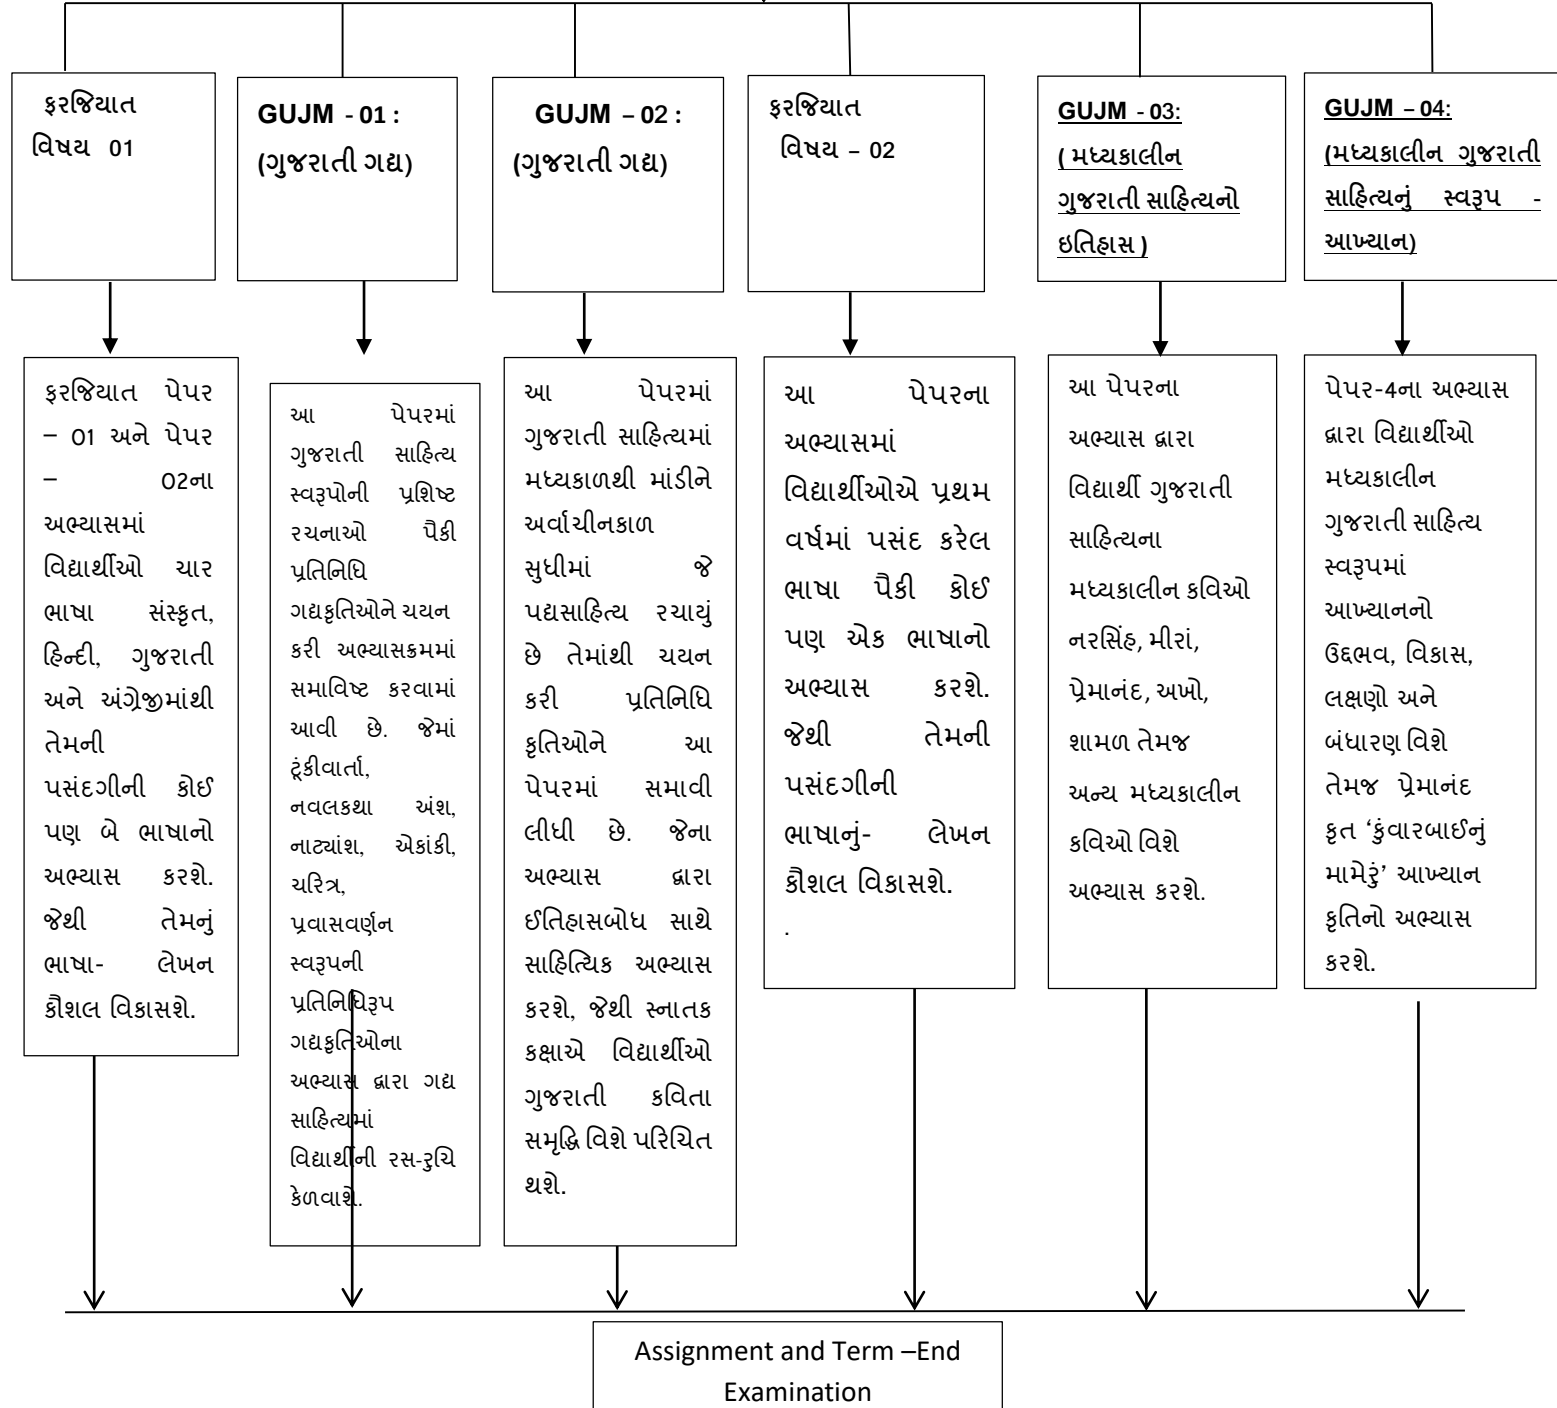 ફરજિયાત
વિષય 01
GUJM - 01 :
(ગુજરાતી ગદ્ય)
GUJM – 02 :
(ગુજરાતી ગદ્ય)
ફરજિયાત
વિષય – 02
GUJM - 03:
( મધ્યકાલીન
ગુજરાતી સાહિત્યનો
ઇતિહાસ )
GUJM – 04:
(મધ્યકાલીન ગુજરાતી
સાહિત્યનું સ્વરૂપ -
આખ્યાન)
ફરજિયાત પેપર
– 01 અને પેપર
– 02ના
અભ્યાસમાં
વિદ્યાર્થીઓ ચાર
ભાષા સંસ્કૃત,
હિન્દી, ગુજરાતી
અને અંગ્રેજીમાંથી
તેમની
પસંદગીની કોઈ
પણ બે ભાષાનો
અભ્યાસ કરશે.
જેથી તેમનું
ભાષા- લેખન
કૌશલ વિકાસશે.
આ પેપરમાં
ગુજરાતી સાહિત્ય
સ્વરૂપોની પ્રશિષ્ટ
રચનાઓ પૈકી
પ્રતિનિધિ
ગદ્યકૃતિઓને ચયન
કરી અભ્યાસક્રમમાં
સમાવિષ્ટ કરવામાં
આવી છે. જેમાં
ટૂંકીવાર્તા,
નવલકથા અંશ,
નાટ્યાંશ, એકાંકી,
ચરિત્ર,
પ્રવાસવર્ણન
સ્વરૂપની
પ્રતિનિધિરૂપ
ગદ્યકૃતિઓના
અભ્યાસ દ્વારા ગદ્ય
સાહિત્યમાં
વિદ્યાર્થીની રસ-રુચિ
કેળવાશે.
આ પેપરમાં
ગુજરાતી સાહિત્યમાં
મધ્યકાળથી માંડીને
અર્વાચીનકાળ
સુધીમાં જે
પદ્યસાહિત્ય રચાયું
છે તેમાંથી ચયન
કરી પ્રતિનિધિ
કૃતિઓને આ
પેપરમાં સમાવી
લીધી છે. જેના
અભ્યાસ દ્વારા
ઈતિહાસબોધ સાથે
સાહિત્યિક અભ્યાસ
કરશે, જેથી સ્નાતક
કક્ષાએ વિદ્યાર્થીઓ
ગુજરાતી કવિતા
સમૃદ્ધિ વિશે પરિચિત
થશે.
આ પેપરના
અભ્યાસમાં
વિદ્યાર્થીઓએ પ્રથમ
વર્ષમાં પસંદ કરેલ
ભાષા પૈકી કોઈ
પણ એક ભાષાનો
અભ્યાસ કરશે.
જેથી તેમની
પસંદગીની
ભાષાનું- લેખન
કૌશલ વિકાસશે.
.
આ પેપરના
અભ્યાસ દ્વારા
વિદ્યાર્થી ગુજરાતી
સાહિત્યના
મધ્યકાલીન કવિઓ
નરસિંહ, મીરાં,
પ્રેમાનંદ, અખો,
શામળ તેમજ
અન્ય મધ્યકાલીન
કવિઓ વિશે
અભ્યાસ કરશે.
પેપર-4ના અભ્યાસ
દ્વારા વિદ્યાર્થીઓ
મધ્યકાલીન
ગુજરાતી સાહિત્ય
સ્વરૂપમાં
આખ્યાનનો
ઉદ્દભવ, વિકાસ,
લક્ષણો અને
બંધારણ વિશે
તેમજ પ્રેમાનંદ
કૃત ‘કુંવારબાઈનું
મામેરું’ આખ્યાન
કૃતિનો અભ્યાસ
કરશે.
Assignment and Term –End
Examination